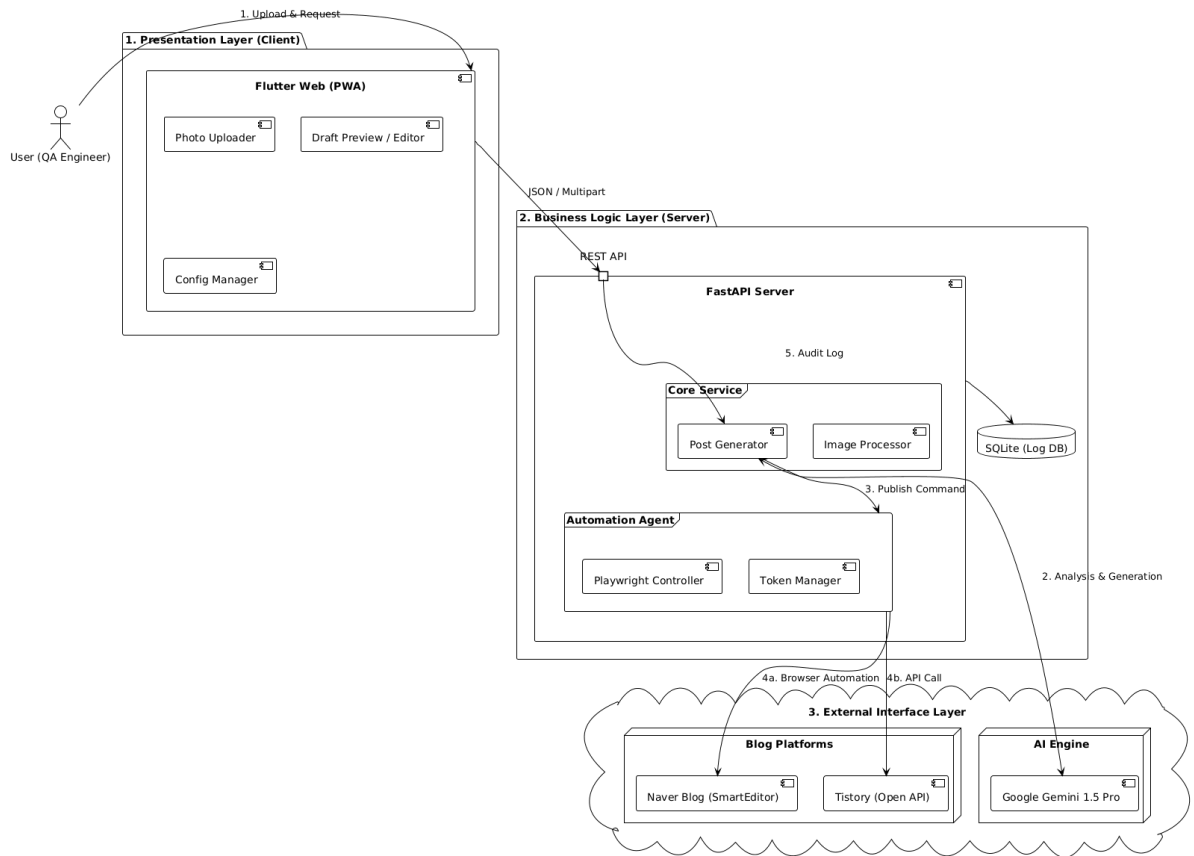 1. Upload & Request
1. Presentation Layer (Client)
Flutter Web (PWA)
Photo Uploader
Draft Preview / Editor
User (QA Engineer)
JSON / Multipart
2. Business Logic Layer (Server)
REST API
Config Manager
FastAPI Server
5. Audit Log
Core Service
Post Generator
Image Processor
SQLite (Log DB)
3. Publish Command
Automation Agent
Playwright Controller
Token Manager
2. Analysis & Generation
4a. Browser Automation
4b. API Call
3. External Interface Layer
Blog Platforms
AI Engine
Naver Blog (SmartEditor)
Tistory (Open API)
Google Gemini 1.5 Pro